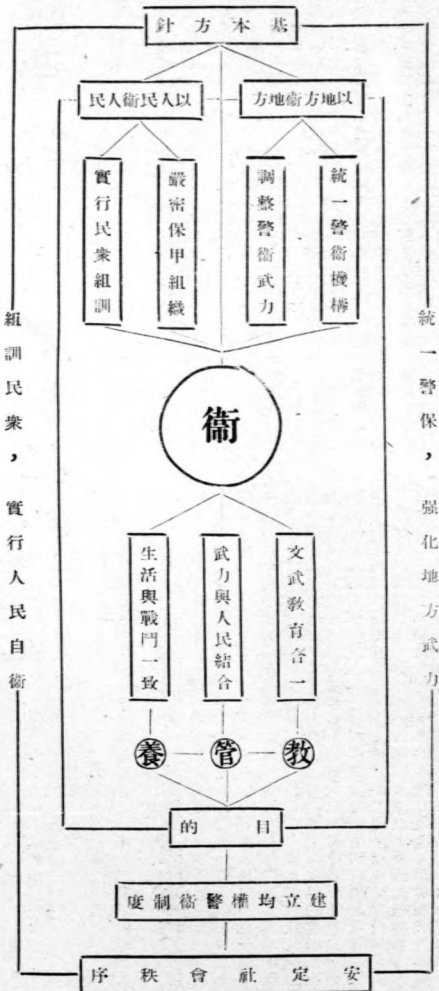 基本方針
以地方衛地方
以人民衛人民
統一警衛機構
調整警衛武力
嚴密保甲組織
實行民衆組訓
統一警保，强化地方武力
組訓民衆，實行人民自衛
衛
文武敎育合一
武力與人民結合
生活與戰鬥一致
教
管
養
目的
建立均權警衛制度
安定社會秩序